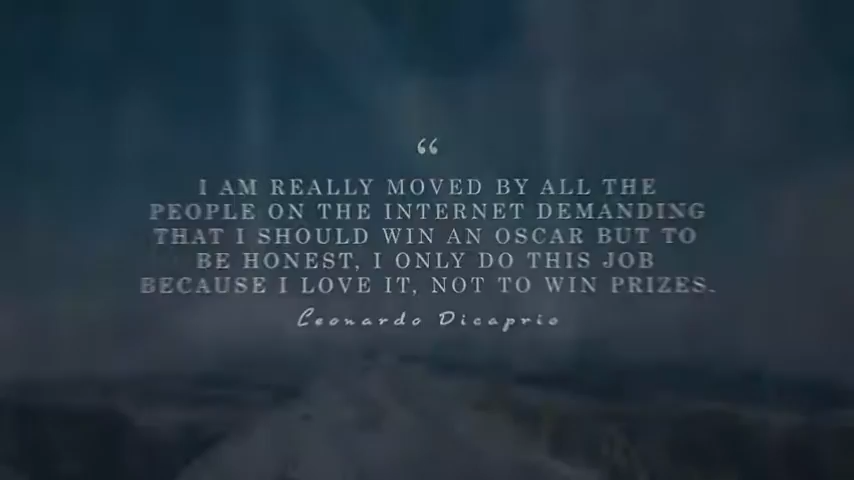 “
I AM REALLY MOVED BY ALL THE
PEOPLE ON THE INTERNET DEMANDING
THAT I SHOULD WIN AN OSCAR BUT TO
BE HONEST, I ONLY DO THIS JOB
BECAUSE I LOVE IT, NOT TO WIN PRIZES.
Leonardo Dicaprio